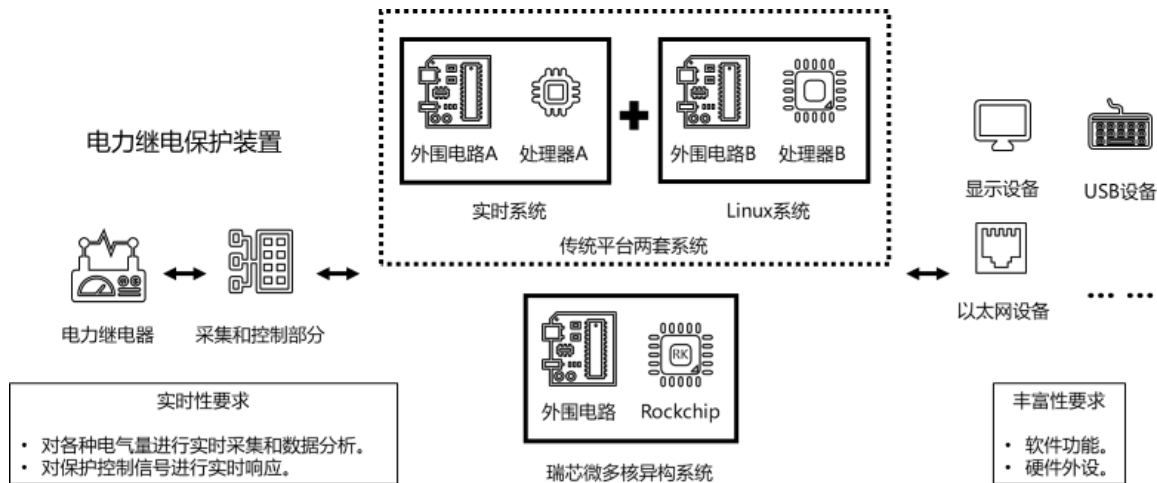 电力继电保护装置
外围电路A
处理器A
外围电路B
处理器B
实时系统
Linux系统
传统平台两套系统
显示设备
USB设备
电力继电器
采集和控制部分
以太网设备
... ...
RK
外围电路
Rockchip
瑞芯微多核异构系统
实时性要求
• 对各种电气量进行实时采集和数据分析。
• 对保护控制信号进行实时响应。
丰富性要求
• 软件功能。
• 硬件外设。